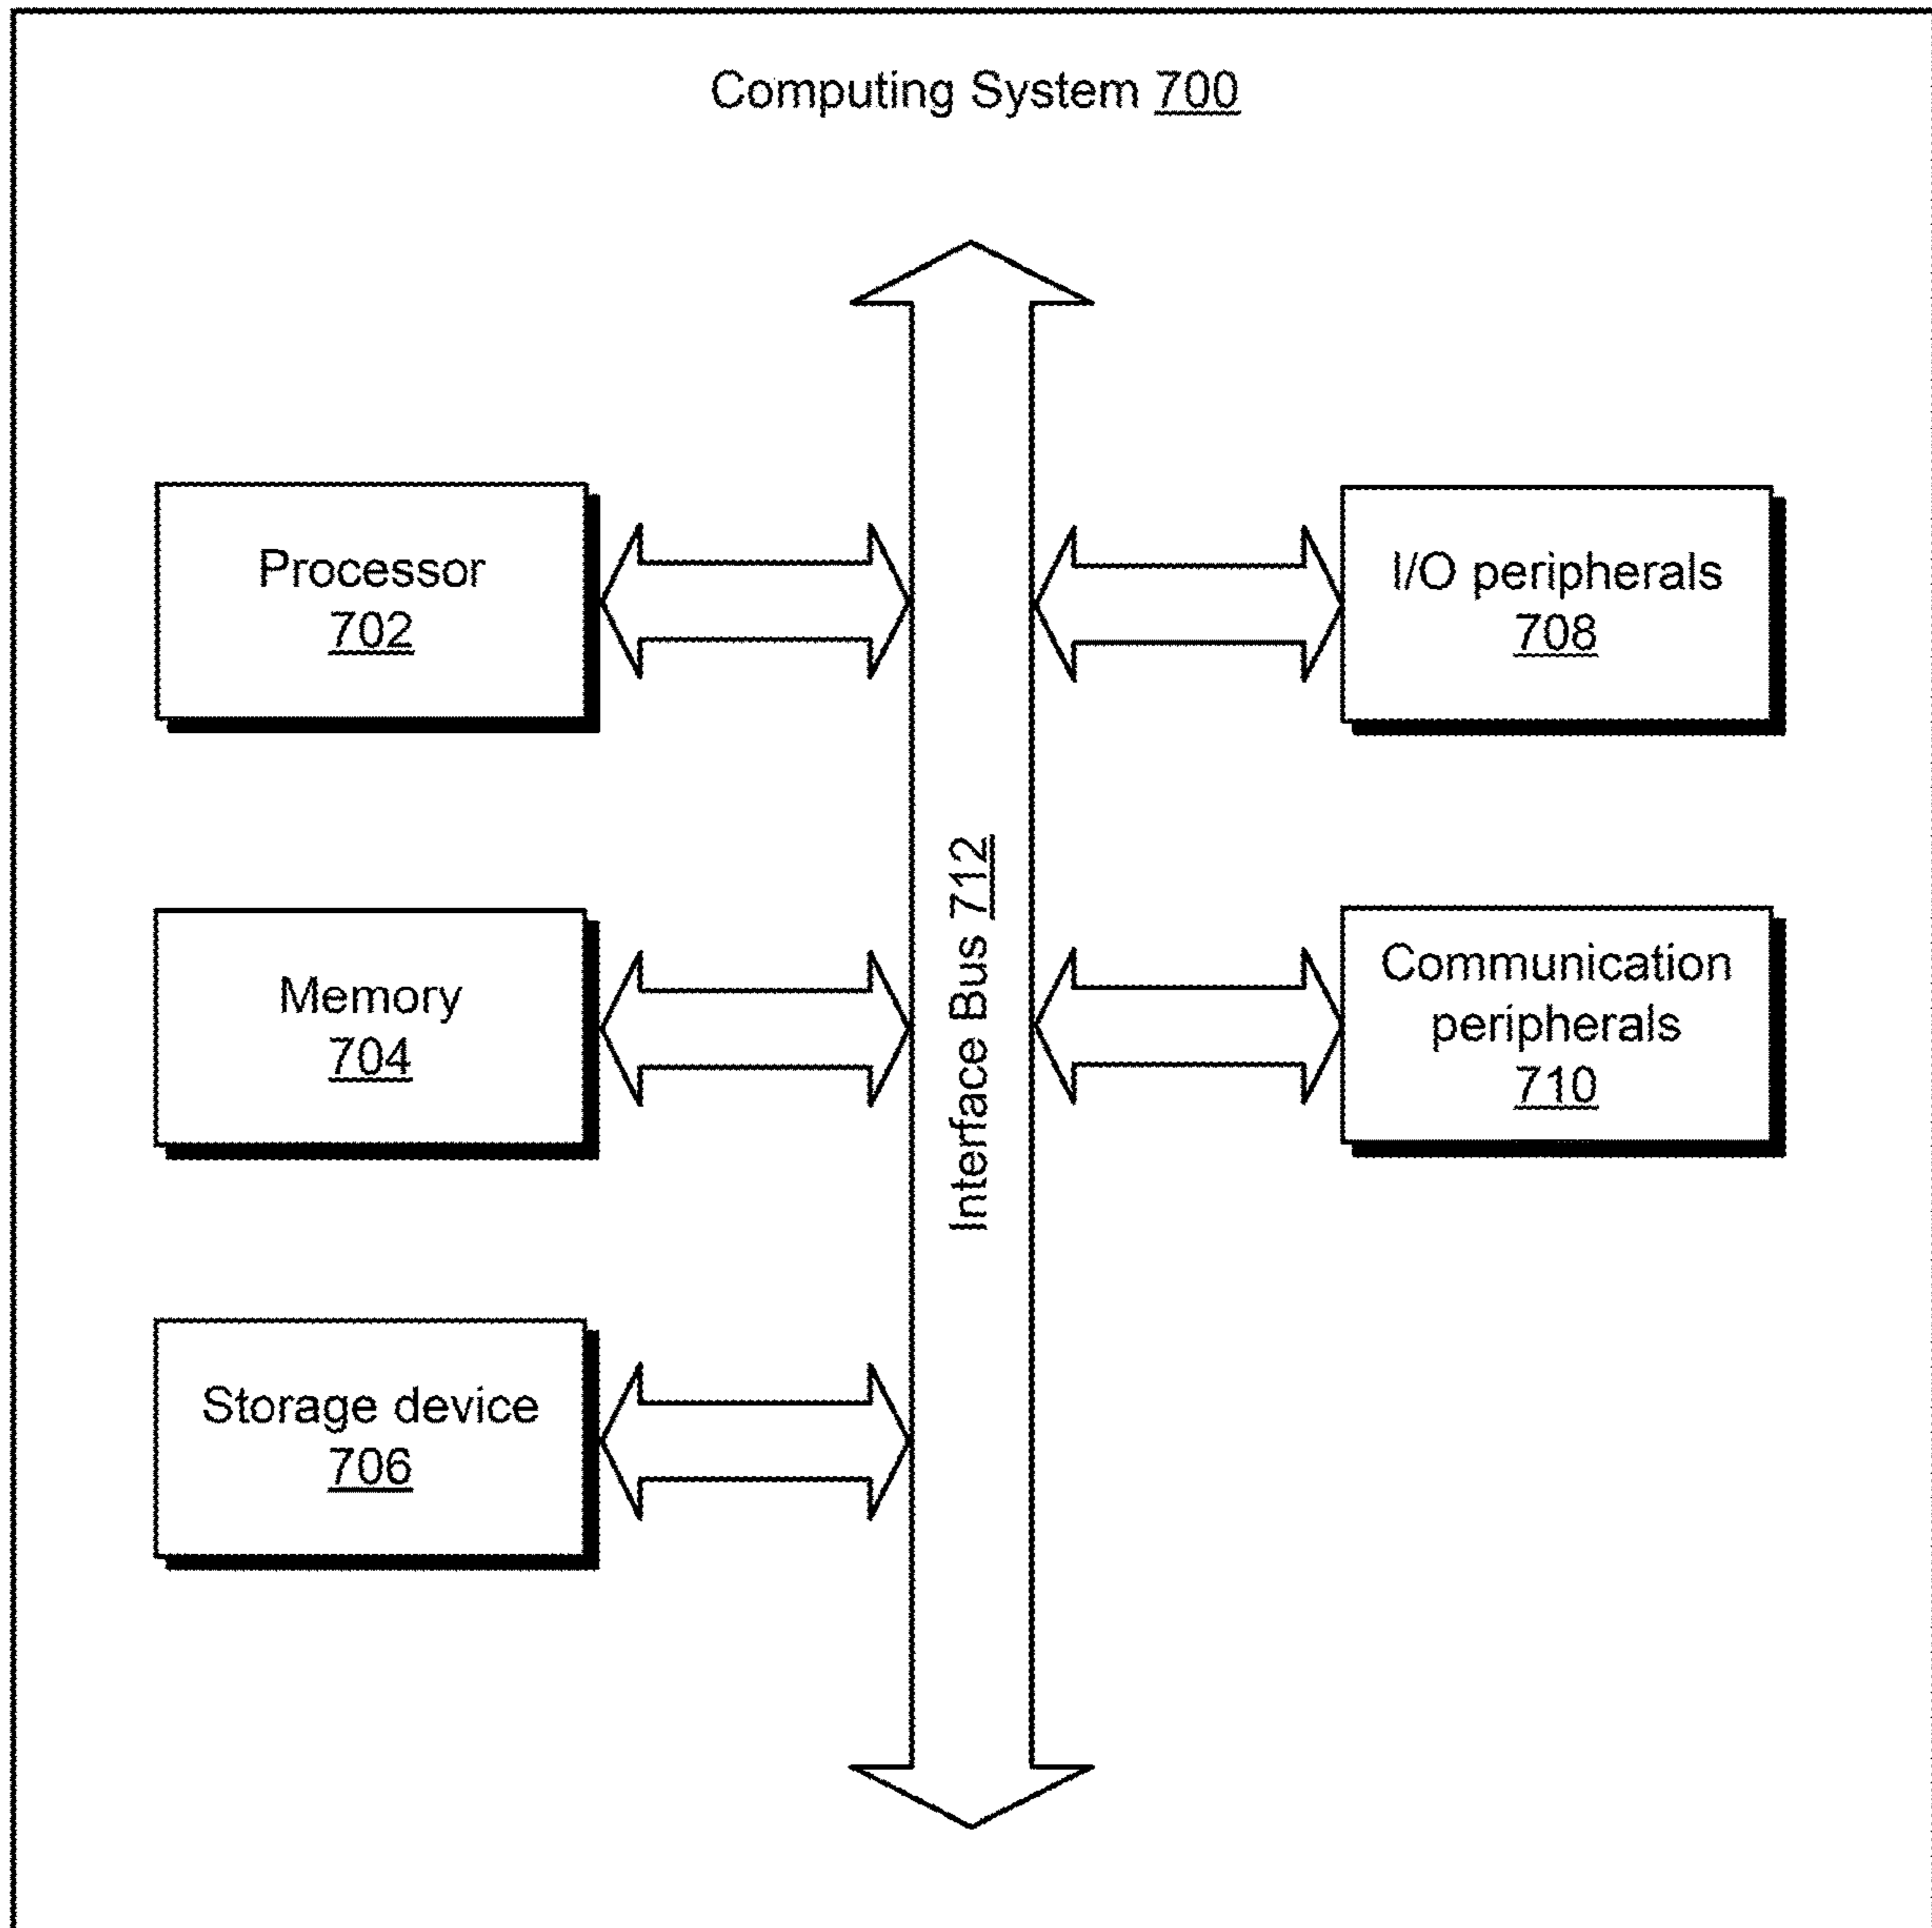 Computing System 700
Processor
702
I/O peripherals
708
Interface Bus 712
Memory
704
Communication
peripherals
710
Storage device
706